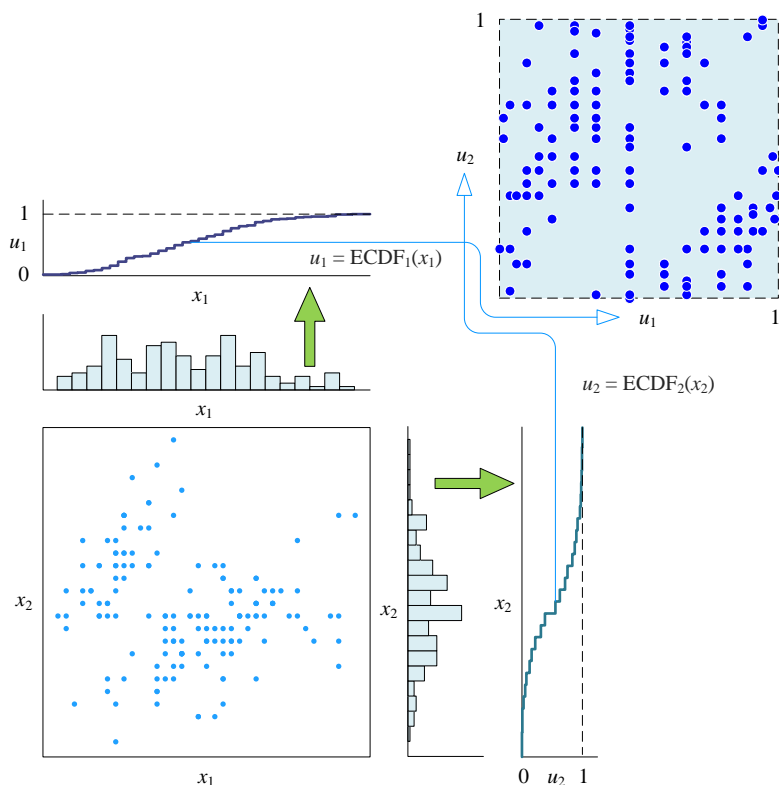 1
u₂
u₁
1
1
u₁
0
u₁ = ECDF₁(x₁)
x₁
x₁
u₂ = ECDF₂(x₂)
x₂
x₁
x₂
x₂
0 u₂ 1